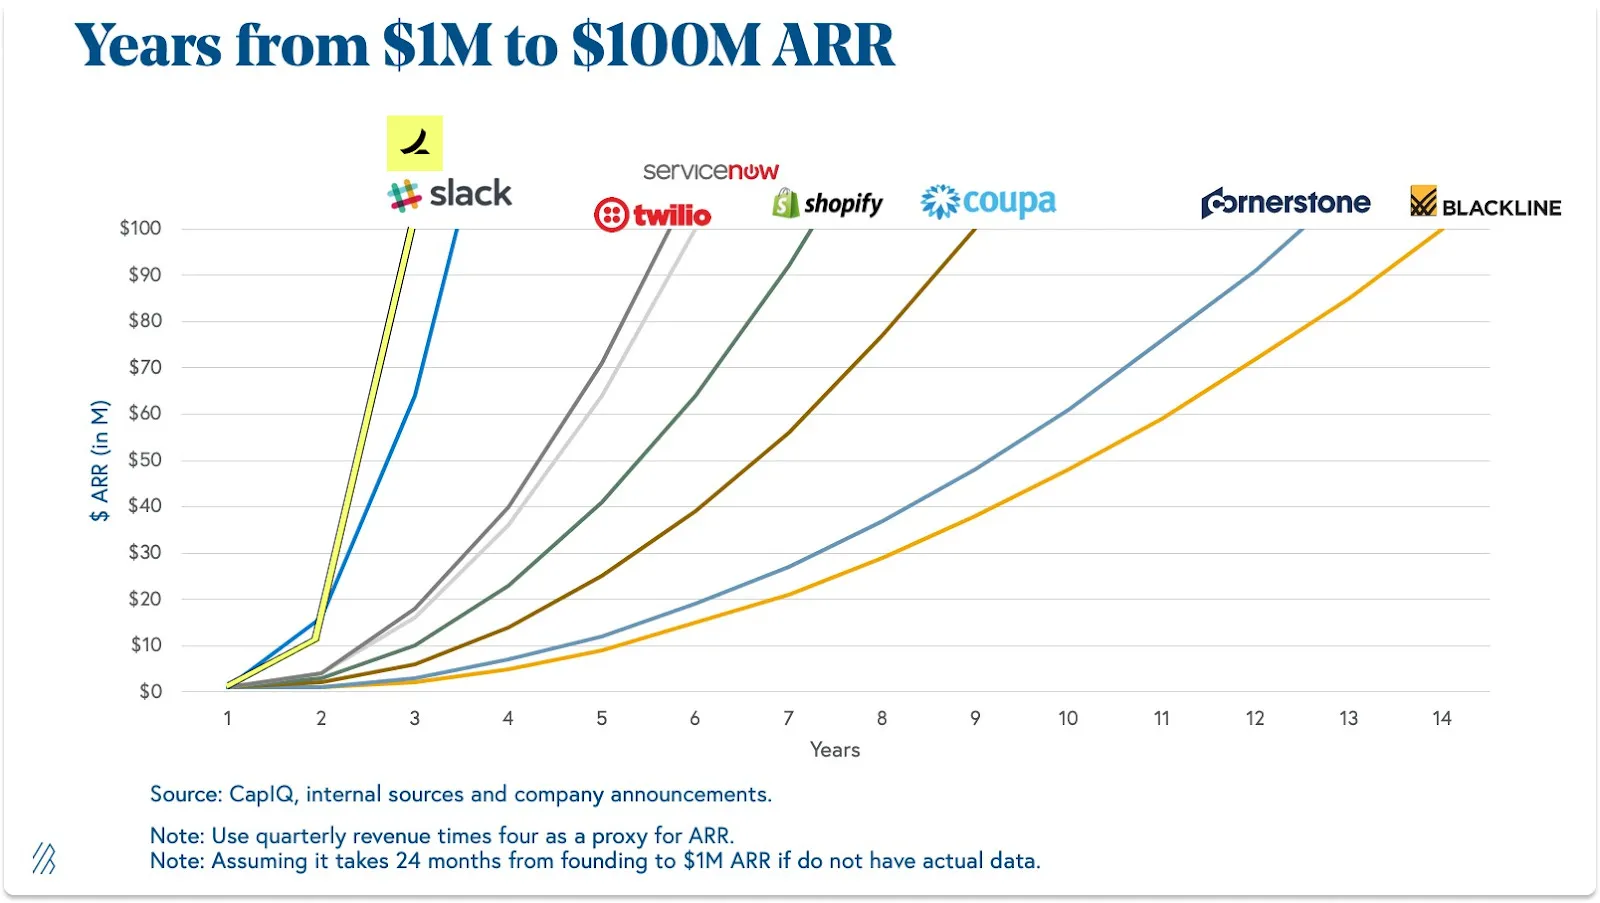 Years from $1M to $100M ARR
slack
servicenow
twilio
shopify
coupa
Cornerstone
BLACKLINE
$100
$90
$80
$70
$60
$50
$40
$30
$20
$10
$0
$ ARR (in M)
1 2 3 4 5 6 7 8 9 10 11 12 13 14
Years
Source: CapIQ, internal sources and company announcements.
Note: Use quarterly revenue times four as a proxy for ARR.
Note: Assuming it takes 24 months from founding to $1M ARR if do not have actual data.